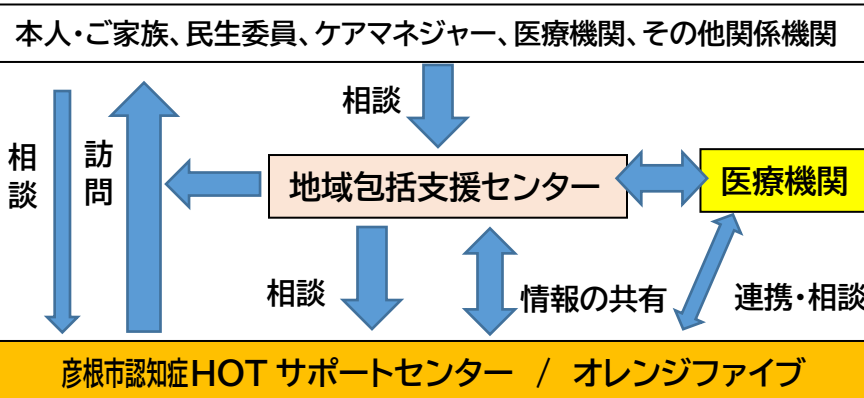 本人・ご家族、民生委員、ケアマネジャー、医療機関、その他関係機関
相談
相談
訪問
地域包括支援センター
医療機関
相談
情報の共有
連携・相談
彦根市認知症HOTサポートセンター / オレンジファイブ